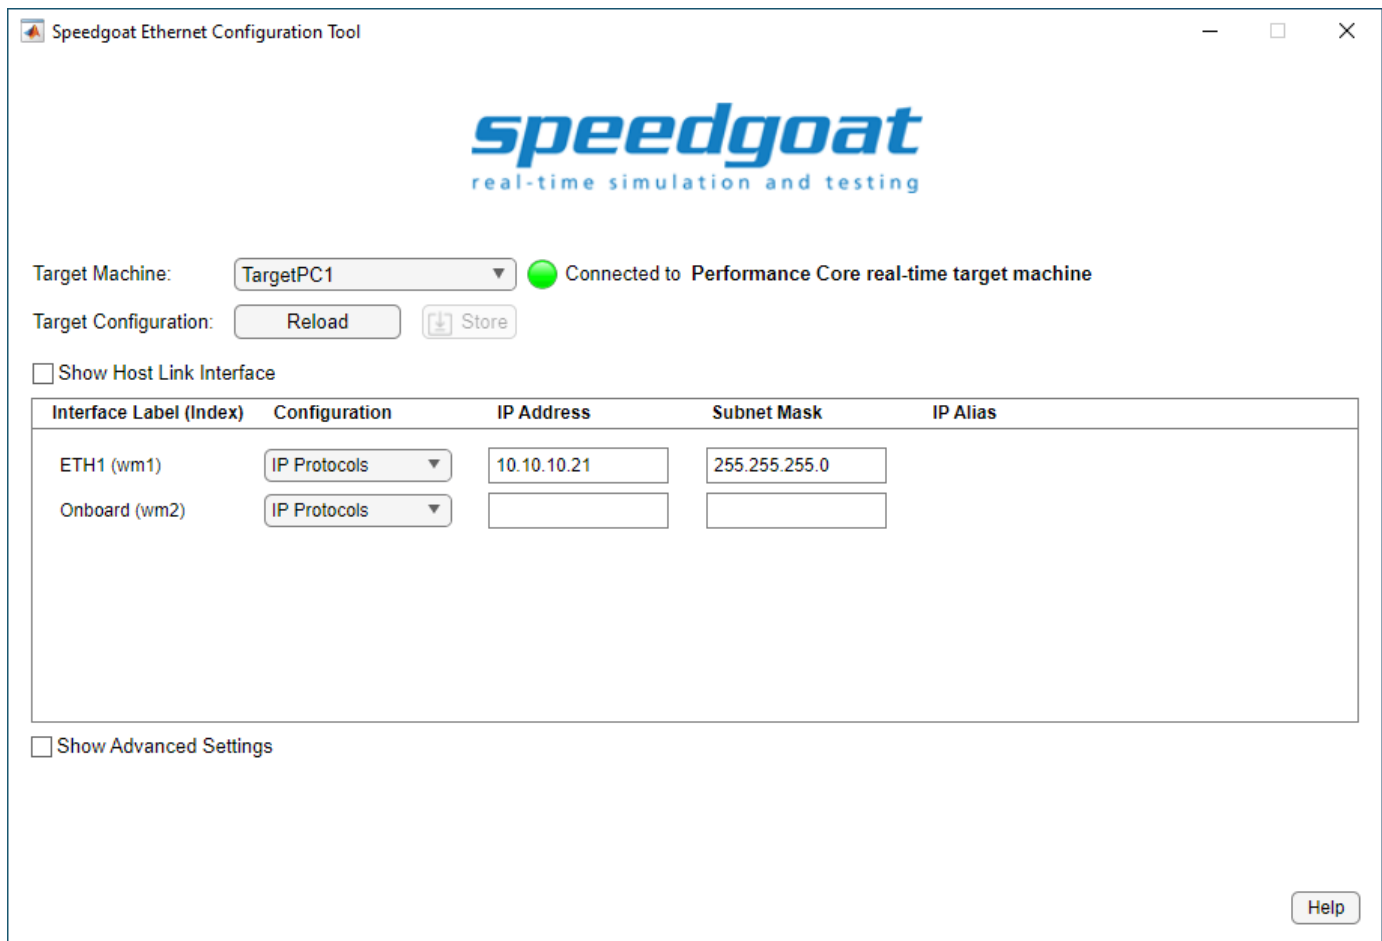 Speedgoat Ethernet Configuration Tool
speedgoat
real-time simulation and testing
Target Machine: TargetPC1 Connected to Performance Core real-time target machine
Target Configuration: Reload Store
Show Host Link Interface
Interface Label (Index) Configuration IP Address Subnet Mask IP Alias
ETH1 (wm1) IP Protocols 10.10.10.21 255.255.255.0
Onboard (wm2) IP Protocols
Show Advanced Settings
Help